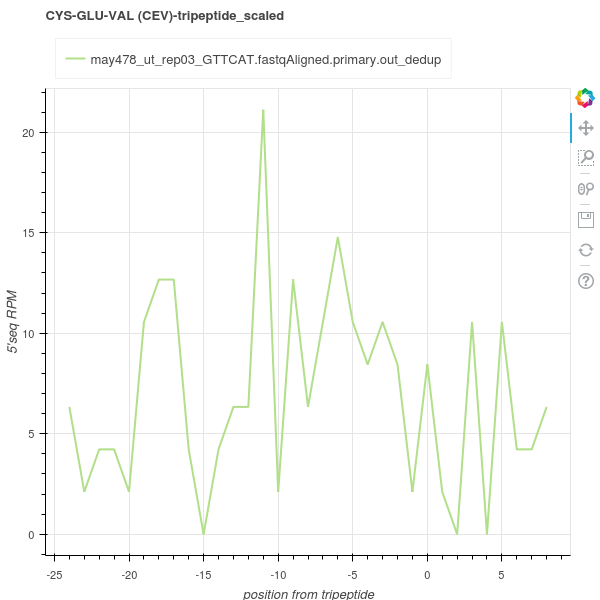 CYS-GLU-VAL (CEV)-tripeptide_scaled
may478_ut_rep03_GTTCAT.fastqAligned.primary.out_dedup
20
15
10
5
0
5'seq RPM
-25 -20 -15 -10 -5 0 5
position from tripeptide